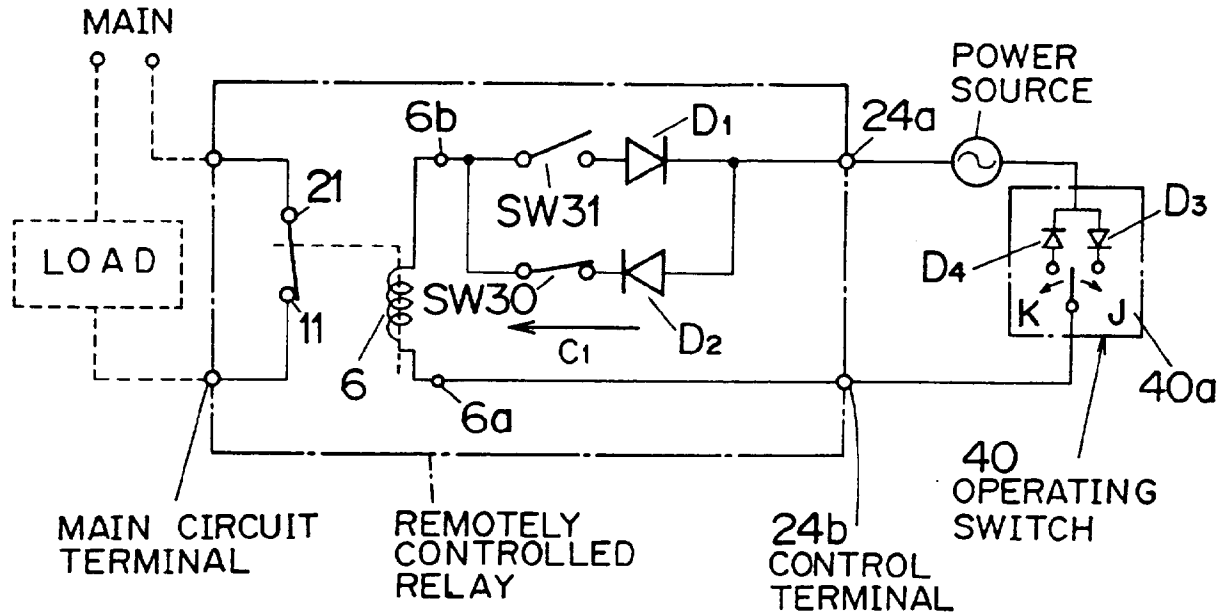 MAIN
POWER
SOURCE
6b
D1
24a
21
SW31
D3
LOAD
D4
SW30
K
J
11
C1
D2
6
6a
40a
40
OPERATING
SWITCH
MAIN CIRCUIT
TERMINAL
REMOTELY
CONTROLLED
RELAY
24b
CONTROL
TERMINAL